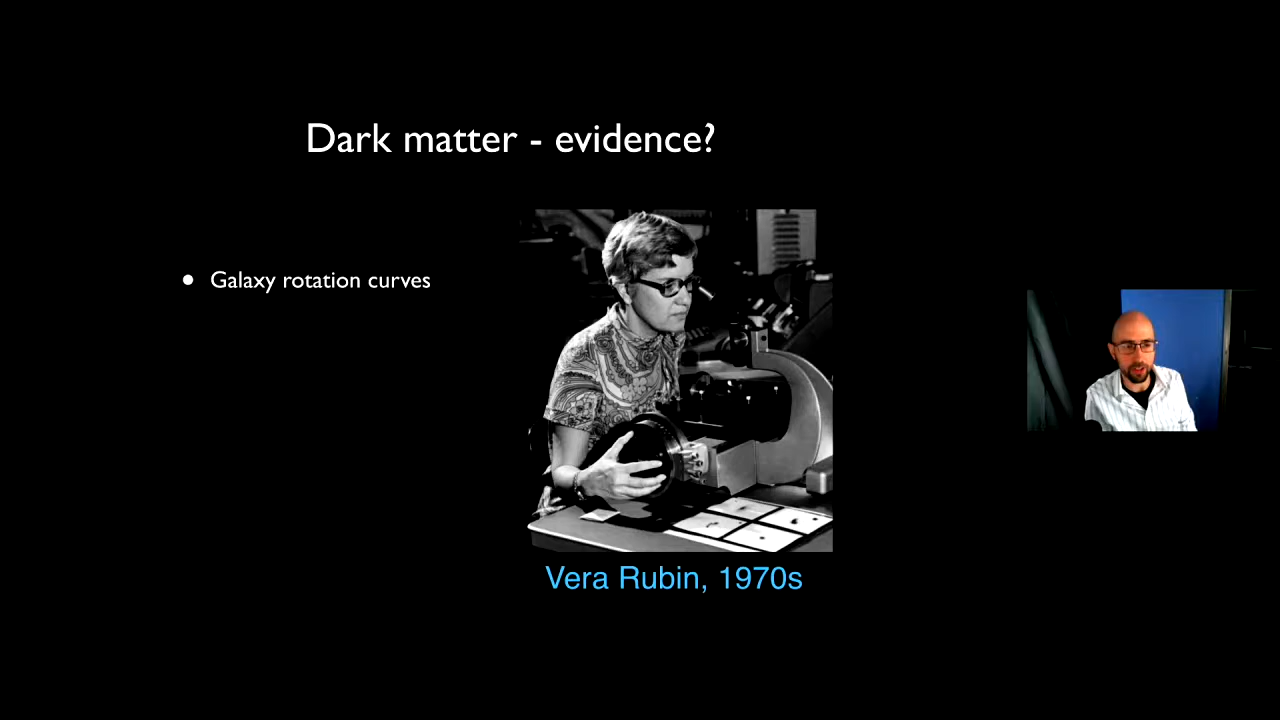 Dark matter - evidence?
• Galaxy rotation curves
Vera Rubin, 1970s